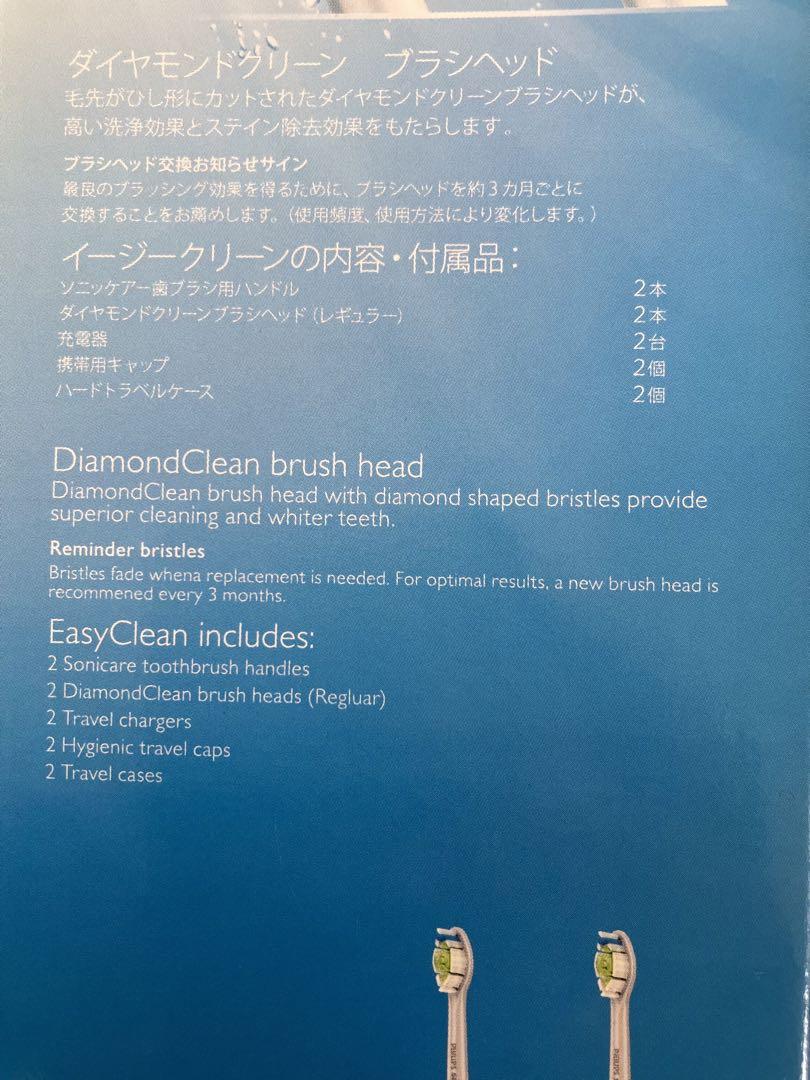 ダイヤモンドクリーン　ブラシヘッド
毛先がひし形にカットされたダイヤモンドクリーンブラシヘッドが、
高い洗浄効果とステイン除去効果をもたらします。
ブラシヘッド交換お知らせサイン
最良のブラッシング効果を得るために、ブラシヘッドを約3カ月ごとに
交換することをお薦めします。（使用頻度、使用方法により変化します。）
イージークリーンの内容・付属品：
ソニッケアー歯ブラシ用ハンドル 2本
ダイヤモンドクリーンブラシヘッド（レギュラー） 2本
充電器 2台
携帯用キャップ 2個
ハードトラベルケース 2個
DiamondClean brush head
DiamondClean brush head with diamond shaped bristles provide
superior cleaning and whiter teeth.
Reminder bristles
Bristles fade whena replacement is needed. For optimal results, a new brush head is
recommened every 3 months.
EasyClean includes:
2 Sonicare toothbrush handles
2 DiamondClean brush heads (Regluar)
2 Travel chargers
2 Hygienic travel caps
2 Travel cases
PHILIPS
PHILIPS